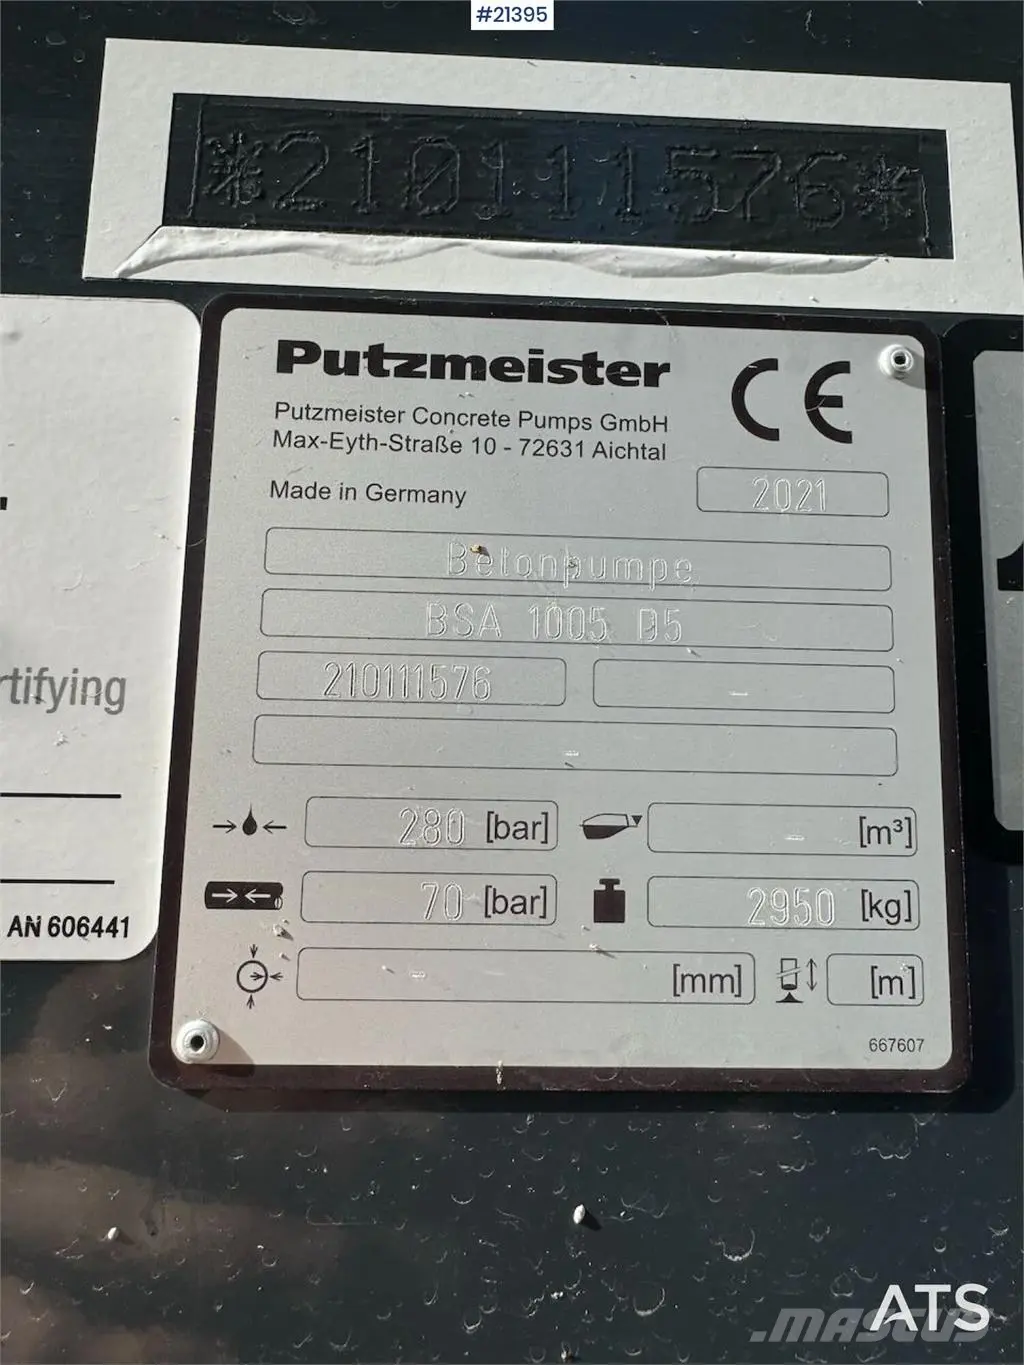 #21395
*210111576*
Putzmeister
CE
Putzmeister Concrete Pumps GmbH
Max-Eyth-Straße 10 - 72631 Aichtal
Made in Germany
2021
Betonpumpe
BSA 1005 D5
210111576 -
-
280 [bar] - [m³]
70 [bar] 2950 [kg]
- [mm] [m]
667607
rtifying
AN 606441
ATS
.MASCUS